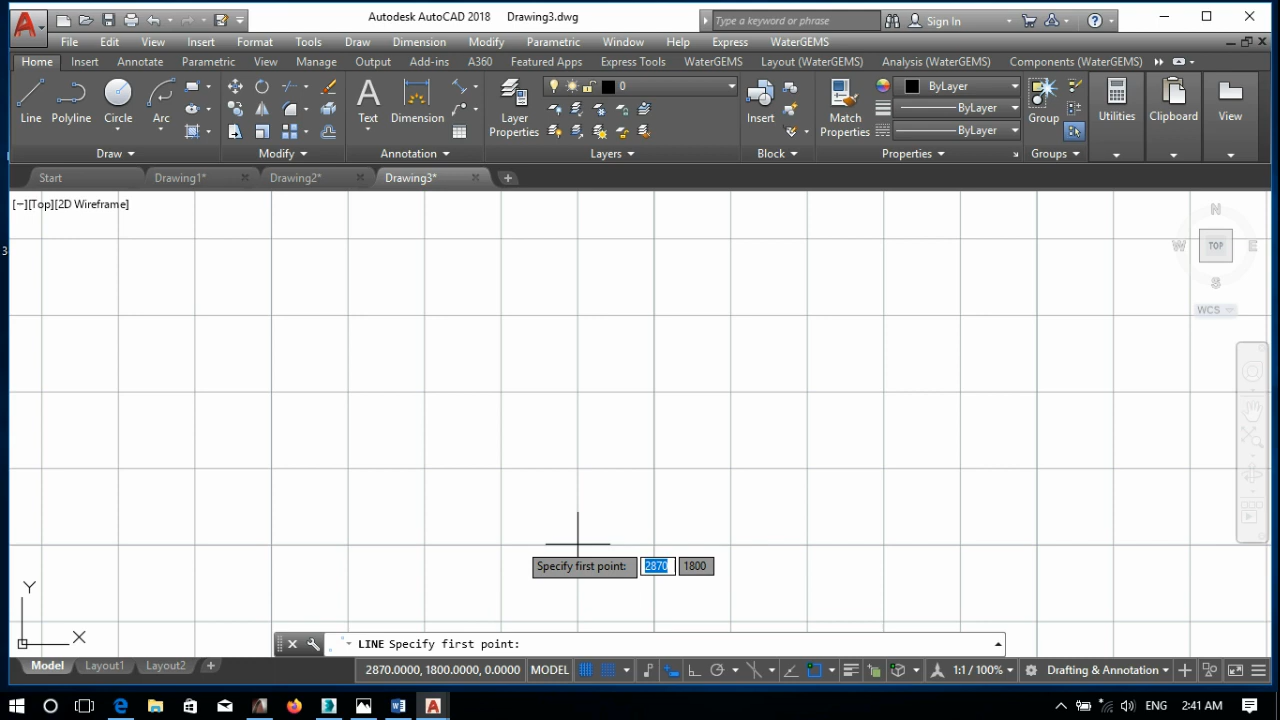 Autodesk AutoCAD 2018 Drawing3.dwg Type a keyword or phrase Sign In
File Edit View Insert Format Tools Draw Dimension Modify Parametric Window Help Express WaterGEMS
Home Insert Annotate Parametric View Manage Output Add-ins A360 Featured Apps Express Tools WaterGEMS Layout (WaterGEMS) Analysis (WaterGEMS) Components (WaterGEMS)
0 ByLayer
ByLayer
Line Polyline Circle Arc Text Dimension Layer Properties Insert Match Properties Group Utilities Clipboard View
ByLayer
Draw Modify Annotation Layers Block Properties Groups
Start Drawing1* Drawing2* Drawing3*
[−][Top][2D Wireframe]
N
W TOP E
S
WCS
3
Specify first point: 2870 1800
Y
X
LINE Specify first point:
Model Layout1 Layout2 2870.0000, 1800.0000, 0.0000 MODEL 1:1 / 100% Drafting & Annotation
ENG 2:41 AM